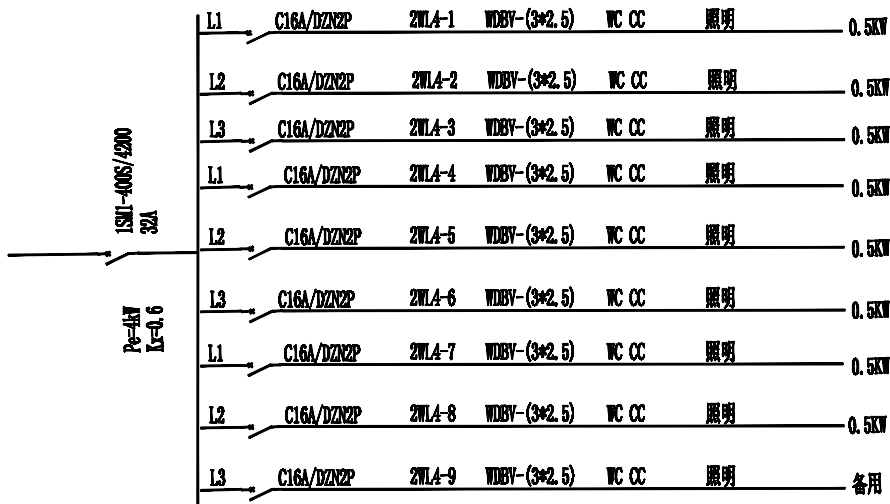 L1 C16A/DZN2P 2WL4-1 WDBV-(3*2.5) WC CC 照明 0.5KW
L2 C16A/DZN2P 2WL4-2 WDBV-(3*2.5) WC CC 照明 0.5KW
L3 C16A/DZN2P 2WL4-3 WDBV-(3*2.5) WC CC 照明 0.5KW
L1 C16A/DZN2P 2WL4-4 WDBV-(3*2.5) WC CC 照明 0.5KW
1SM1-400S/4200
32A
L2 C16A/DZN2P 2WL4-5 WDBV-(3*2.5) WC CC 照明 0.5KW
L3 C16A/DZN2P 2WL4-6 WDBV-(3*2.5) WC CC 照明 0.5KW
Pe=4kW
Kx=0.6
L1 C16A/DZN2P 2WL4-7 WDBV-(3*2.5) WC CC 照明 0.5KW
L2 C16A/DZN2P 2WL4-8 WDBV-(3*2.5) WC CC 照明 0.5KW
L3 C16A/DZN2P 2WL4-9 WDBV-(3*2.5) WC CC 照明 备用